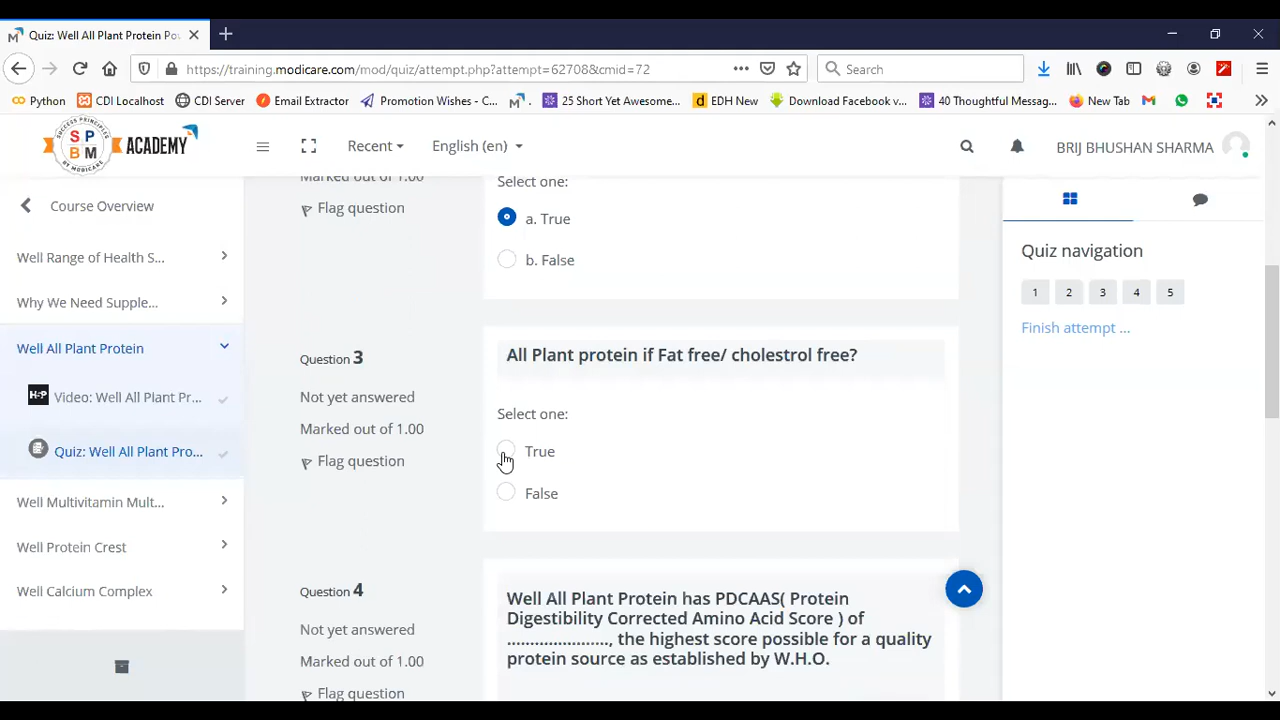 Quiz: Well All Plant Protein Po
https://training.modicare.com/mod/quiz/attempt.php?attempt=62708&cmid=72
Search
Python
CDI Localhost
CDI Server
Email Extractor
Promotion Wishes - C...
25 Short Yet Awesome...
EDH New
Download Facebook v...
40 Thoughtful Messag...
New Tab
SUCCESS PRINCIPLES
S P
B M
BY MODICARE
ACADEMY
Recent
English (en)
BRIJ BHUSHAN SHARMA
Course Overview
Well Range of Health S...
Why We Need Supple...
Well All Plant Protein
H5P
Video: Well All Plant Pr...
Quiz: Well All Plant Pro...
Well Multivitamin Mult...
Well Protein Crest
Well Calcium Complex
Marked out of 1.00
Flag question
Select one:
a. True
b. False
Question 3
Not yet answered
Marked out of 1.00
Flag question
All Plant protein if Fat free/ cholestrol free?
Select one:
True
False
Question 4
Not yet answered
Marked out of 1.00
Flag question
Well All Plant Protein has PDCAAS( Protein
Digestibility Corrected Amino Acid Score ) of
......................, the highest score possible for a quality
protein source as established by W.H.O.
Quiz navigation
1 2 3 4 5
Finish attempt ...